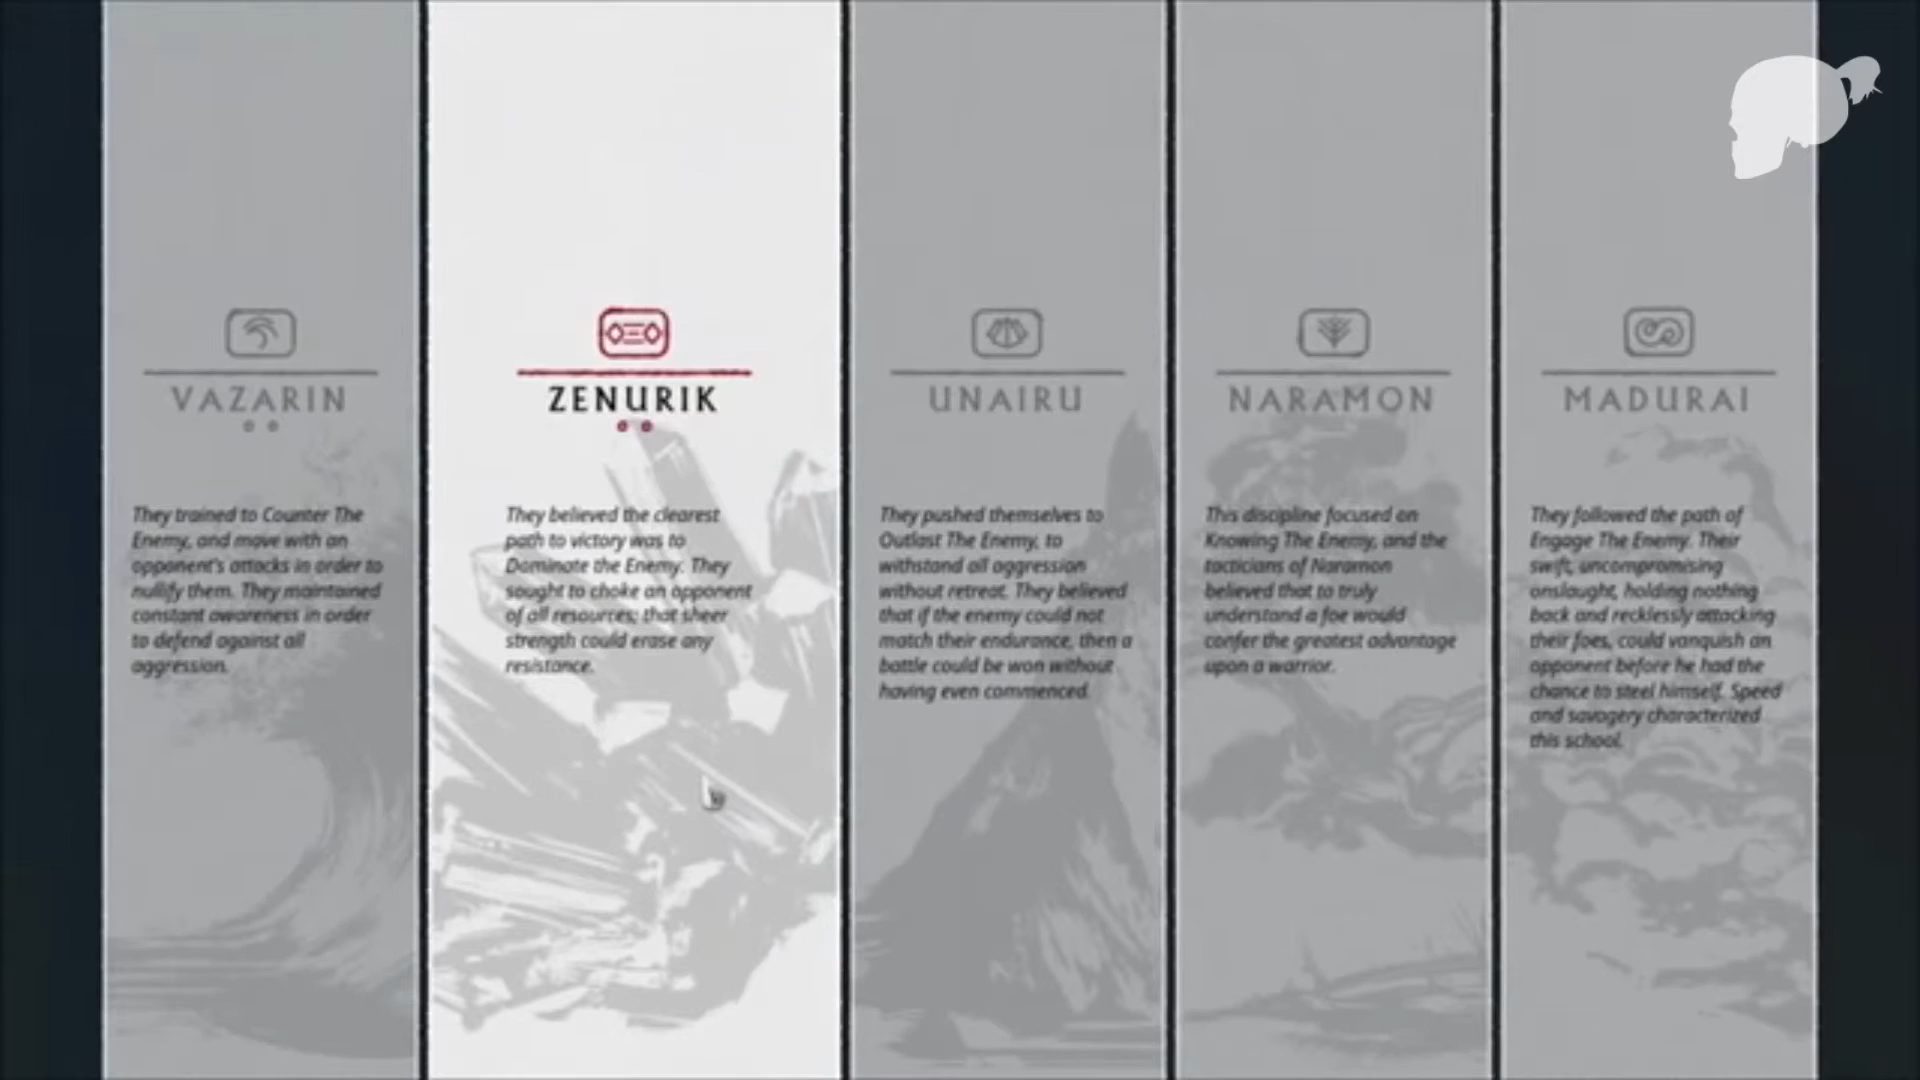 VAZARIN
They trained to Counter The
Enemy, and move with an
opponent's attacks in order to
nullify them. They maintained
constant awareness in order
to defend against all
aggression.
ZENURIK
They believed the clearest
path to victory was to
Dominate the Enemy. They
sought to choke an opponent
of all resources; that sheer
strength could erase any
resistance.
UNAIRU
They pushed themselves to
Outlast The Enemy, to
withstand all aggression
without retreat. They believed
that if the enemy could not
match their endurance, then a
battle could be won without
having even commenced.
NARAMON
This discipline focused on
Knowing The Enemy, and the
tacticians of Naramon
believed that to truly
understand a foe would
confer the greatest advantage
upon a warrior.
MADURAI
They followed the path of
Engage The Enemy. Their
swift, uncompromising
onslaught, holding nothing
back and recklessly attacking
their foes, could vanquish an
opponent before he had the
chance to steel himself. Speed
and savagery characterized
this school.